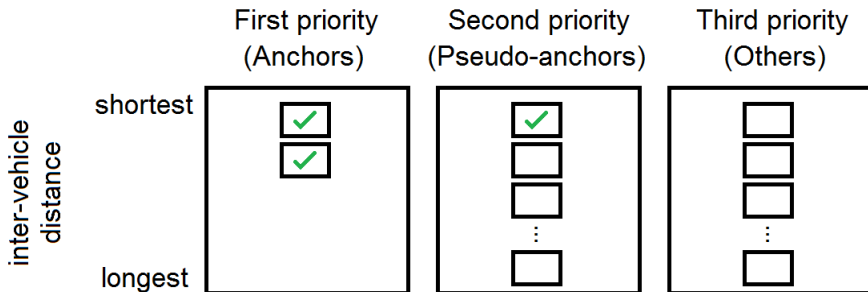 First priority
(Anchors)
Second priority
(Pseudo-anchors)
Third priority
(Others)
inter-vehicle
distance
shortest
longest
...
...